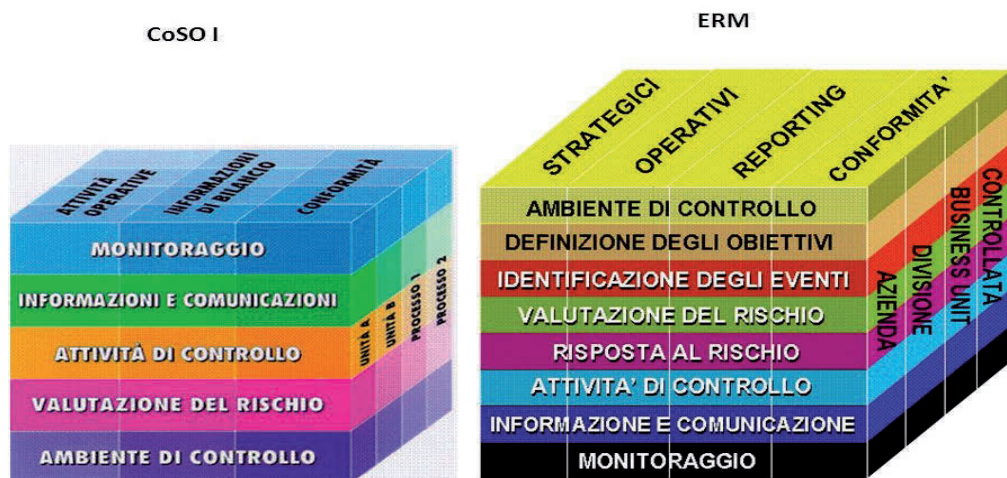 CoSO I
ERM
ATTIVITÀ
OPERATIVE
INFORMAZIONI
DI BILANCIO
CONFORMITÀ
MONITORAGGIO
INFORMAZIONI E COMUNICAZIONI
ATTIVITÀ DI CONTROLLO
VALUTAZIONE DEL RISCHIO
AMBIENTE DI CONTROLLO
UNITÀ A
UNITÀ B
PROCESSO 1
PROCESSO 2
STRATEGICI
OPERATIVI
REPORTING
CONFORMITA'
AMBIENTE DI CONTROLLO
DEFINIZIONE DEGLI OBIETTIVI
IDENTIFICAZIONE DEGLI EVENTI
VALUTAZIONE DEL RISCHIO
RISPOSTA AL RISCHIO
ATTIVITA' DI CONTROLLO
INFORMAZIONE E COMUNICAZIONE
MONITORAGGIO
AZIENDA
DIVISIONE
BUSINESS UNIT
CONTROLLATA